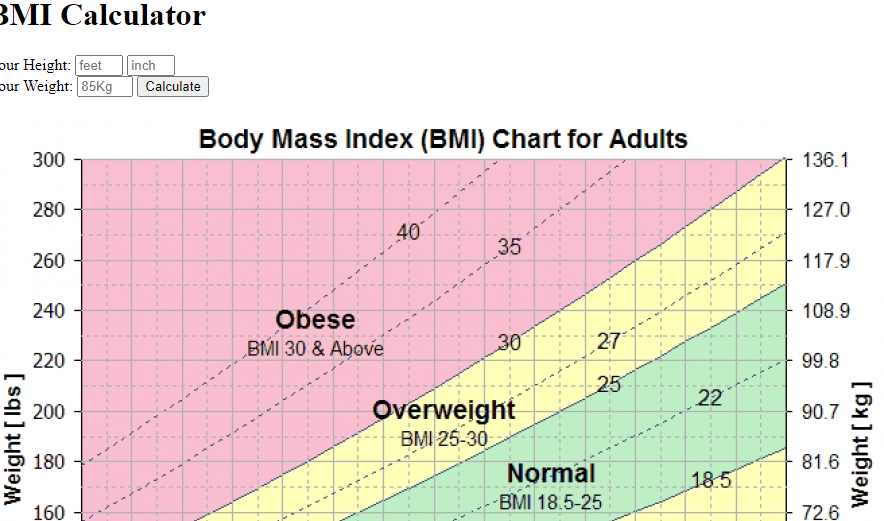 BMI Calculator
our Height: feet inch
our Weight: 85Kg Calculate
Body Mass Index (BMI) Chart for Adults
300 136.1
280 127.0
40
35
260 117.9
240 108.9
Obese
BMI 30 & Above
30 27
220 99.8
25
22
Overweight
200 90.7
BMI 25-30
180 81.6
Normal
18.5
BMI 18.5-25
160 72.6
Weight [ lbs ]
Weight [ kg ]